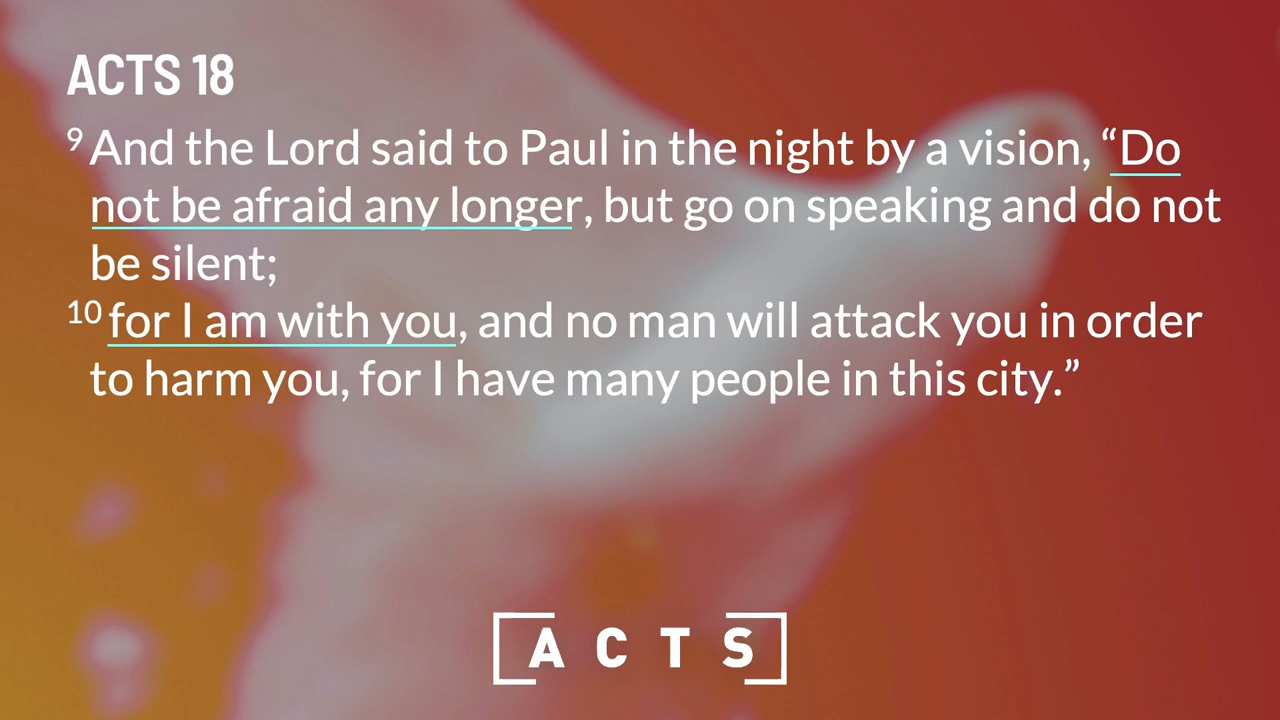 ACTS 18
9 And the Lord said to Paul in the night by a vision, “Do
not be afraid any longer, but go on speaking and do not
be silent;
10 for I am with you, and no man will attack you in order
to harm you, for I have many people in this city.”
ACTS